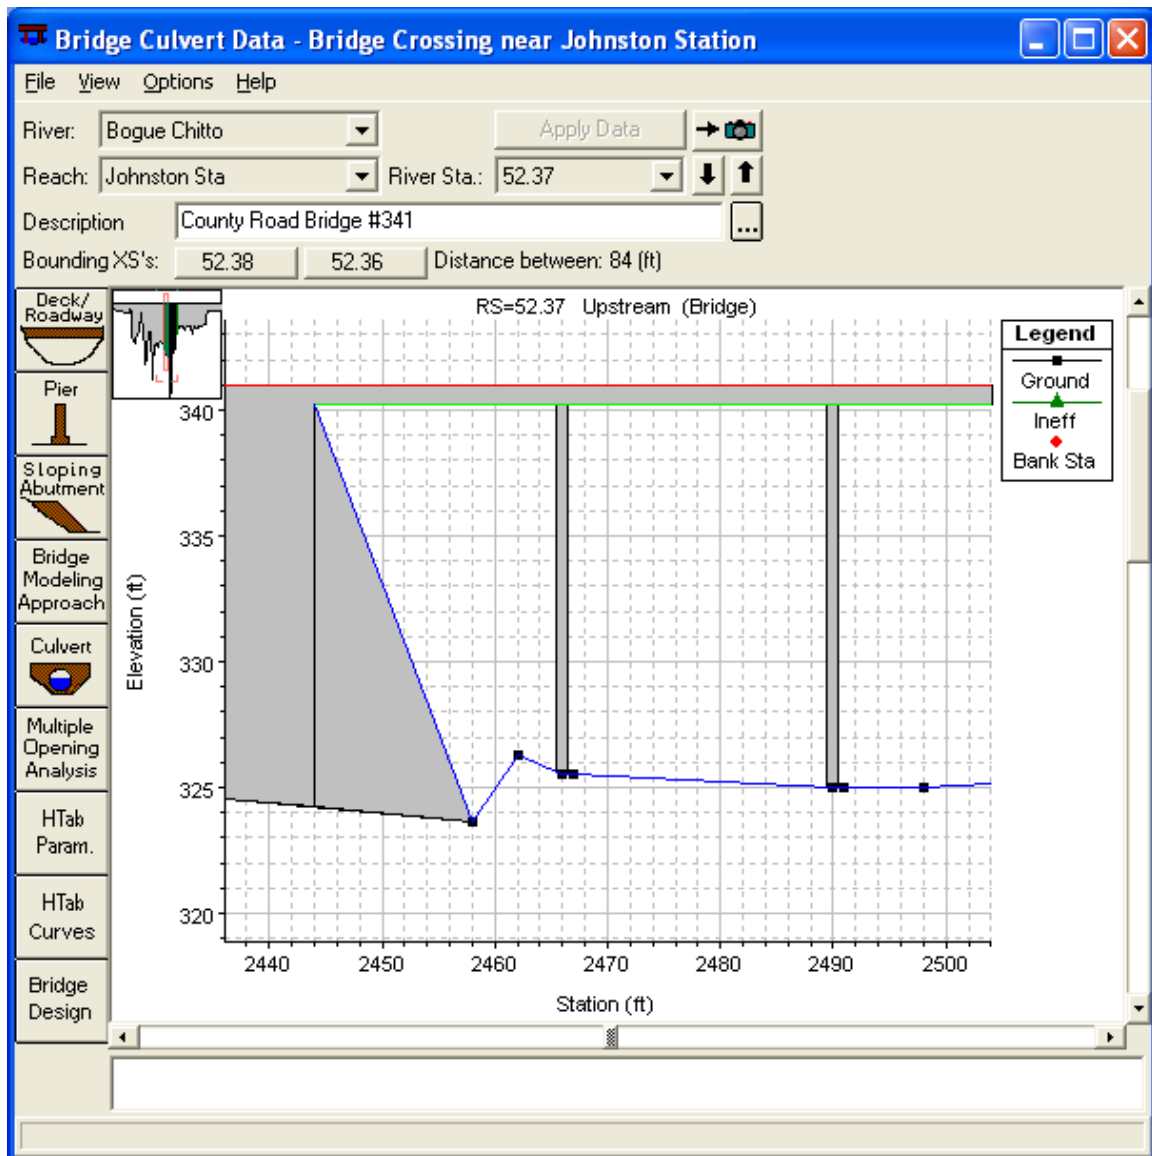 Bridge Culvert Data - Bridge Crossing near Johnston Station
File View Options Help
River: Bogue Chitto Apply Data
Reach: Johnston Sta River Sta.: 52.37
Description County Road Bridge #341 ...
Bounding XS's: 52.38 52.36 Distance between: 84 (ft)
Deck/
Roadway
Pier
Sloping
Abutment
Bridge
Modeling
Approach
Culvert
Multiple
Opening
Analysis
HTab
Param.
HTab
Curves
Bridge
Design
RS=52.37 Upstream (Bridge)
Legend
Ground
Ineff
Bank Sta
340
335
330
325
320
Elevation (ft)
2440 2450 2460 2470 2480 2490 2500
Station (ft)